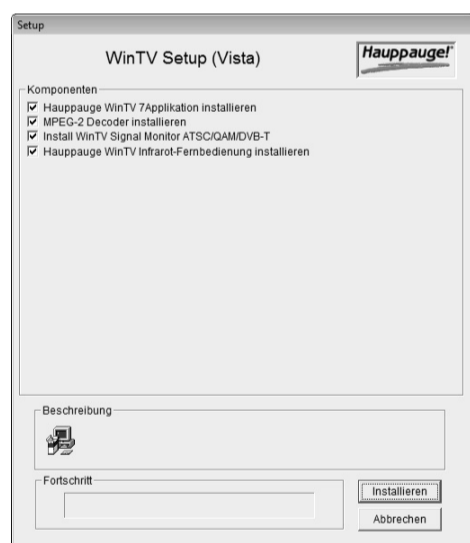 Setup
WinTV Setup (Vista)
Hauppauge!
Komponenten
Hauppauge WinTV 7Applikation installieren
MPEG-2 Decoder installieren
Install WinTV Signal Monitor ATSC/QAM/DVB-T
Hauppauge WinTV Infrarot-Fernbedienung installieren
Beschreibung
Fortschritt
Installieren
Abbrechen